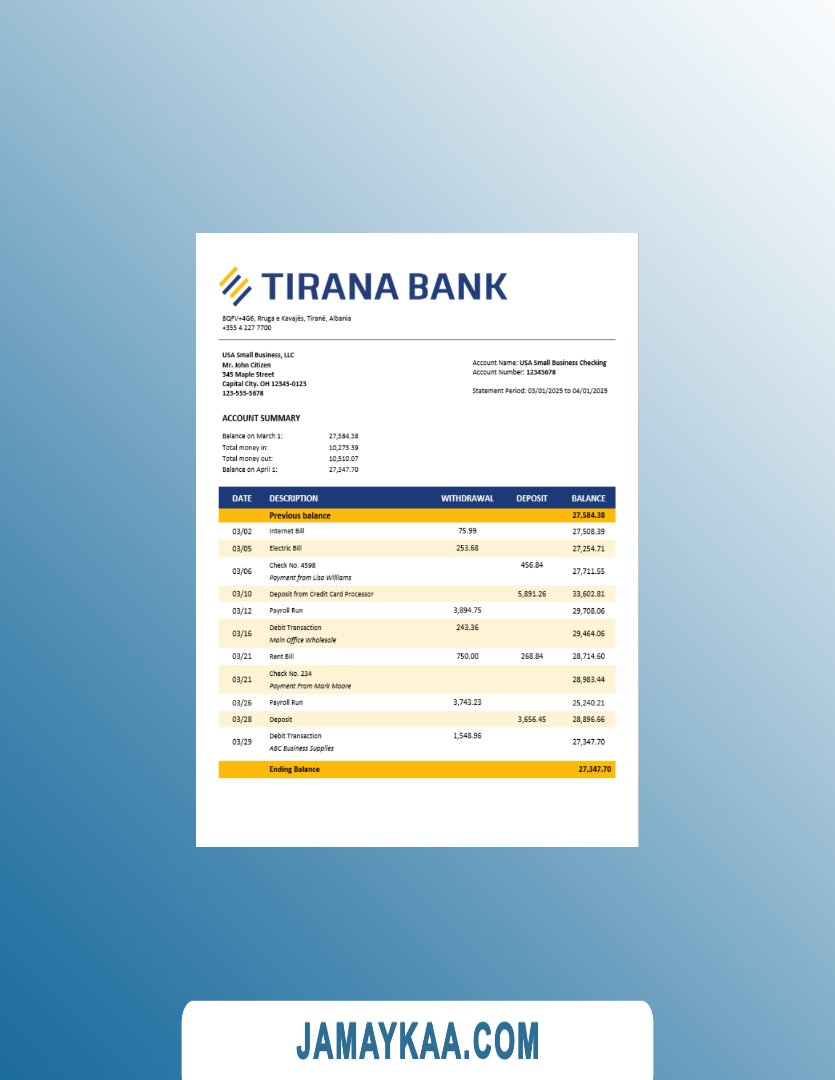 TIRANA BANK
8QFV+4G6, Rruga e Kavajës, Tiranë, Albania
+355 4 227 7700
USA Small Business, LLC
Mr. John Citizen
345 Maple Street
Capital City. OH 12345-0123
123-555-5678
Account Name: USA Small Business Checking
Account Number: 12345678
Statement Period: 03/01/2025 to 04/01/2025
ACCOUNT SUMMARY
Balance on March 1: 27,584.38
Total money in: 10,273.39
Total money out: 10,510.07
Balance on April 1: 27,347.70
DATE DESCRIPTION WITHDRAWAL DEPOSIT BALANCE
Previous balance 27,584.38
03/02 Internet Bill 75.99 27,508.39
03/05 Electric Bill 253.68 27,254.71
03/06 Check No. 4598 456.84 27,711.55
Payment from Lisa Williams
03/10 Deposit from Credit Card Processor 5,891.26 33,602.81
03/12 Payroll Run 3,894.75 29,708.06
03/16 Debit Transaction 243.36 29,464.06
Main Office Wholesale
03/21 Rent Bill 750.00 268.84 28,714.60
03/21 Check No. 234 28,983.44
Payment From Mark Moore
03/26 Payroll Run 3,743.23 25,240.21
03/28 Deposit 3,656.45 28,896.66
03/29 Debit Transaction 1,548.96 27,347.70
ABC Business Supplies
Ending Balance 27,347.70
JAMAYKAA.COM